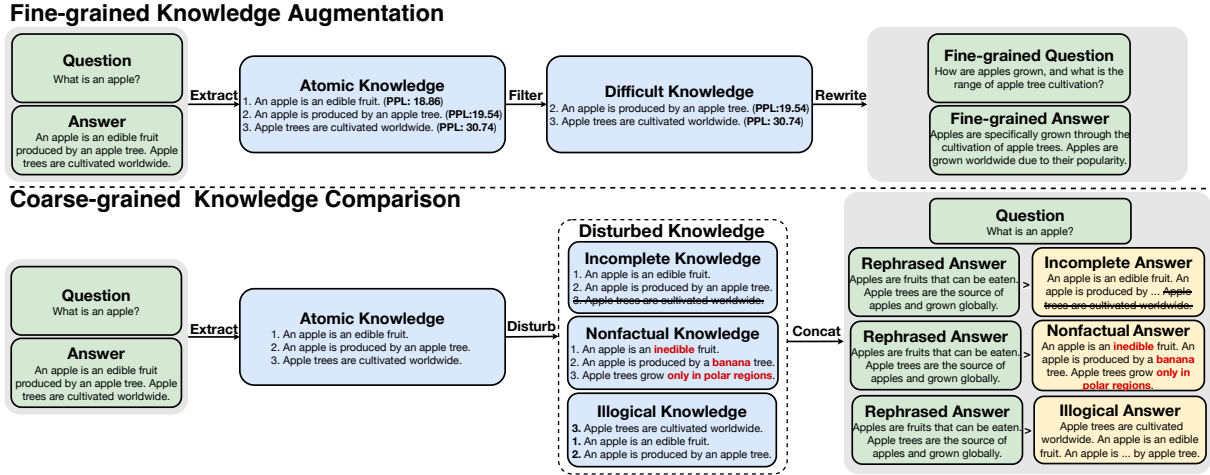 Fine-grained Knowledge Augmentation
Question
What is an apple?
Answer
An apple is an edible fruit
produced by an apple tree. Apple
trees are cultivated worldwide.
Extract
Atomic Knowledge
1. An apple is an edible fruit. (PPL: 18.86)
2. An apple is produced by an apple tree. (PPL:19.54)
3. Apple trees are cultivated worldwide. (PPL: 30.74)
Filter
Difficult Knowledge
2. An apple is produced by an apple tree. (PPL:19.54)
3. Apple trees are cultivated worldwide. (PPL: 30.74)
Rewrite
Fine-grained Question
How are apples grown, and what is the
range of apple tree cultivation?
Fine-grained Answer
Apples are specifically grown through the
cultivation of apple trees. Apples are
grown worldwide due to their popularity.
Coarse-grained Knowledge Comparison
Question
What is an apple?
Answer
An apple is an edible fruit
produced by an apple tree. Apple
trees are cultivated worldwide.
Extract
Atomic Knowledge
1. An apple is an edible fruit.
2. An apple is produced by an apple tree.
3. Apple trees are cultivated worldwide.
Disturb
Disturbed Knowledge
Incomplete Knowledge
1. An apple is an edible fruit.
2. An apple is produced by an apple tree.
3. Apple trees are cultivated worldwide.
Nonfactual Knowledge
1. An apple is an inedible fruit.
2. An apple is produced by a banana tree.
3. Apple trees grow only in polar regions.
Illogical Knowledge
3. Apple trees are cultivated worldwide.
1. An apple is an edible fruit.
2. An apple is produced by an apple tree.
Concat
Question
What is an apple?
Rephrased Answer
Apples are fruits that can be eaten.
Apple trees are the source of
apples and grown globally.
>
Incomplete Answer
An apple is an edible fruit. An
apple is produced by ... Apple
trees are cultivated worldwide.
Rephrased Answer
Apples are fruits that can be eaten.
Apple trees are the source of
apples and grown globally.
>
Nonfactual Answer
An apple is an inedible fruit. An
apple is produced by a banana
tree. Apple trees grow only in
polar regions.
Rephrased Answer
Apples are fruits that can be eaten.
Apple trees are the source of
apples and grown globally.
>
Illogical Answer
Apple trees are cultivated
worldwide. An apple is an edible
fruit. An apple is ... by apple tree.